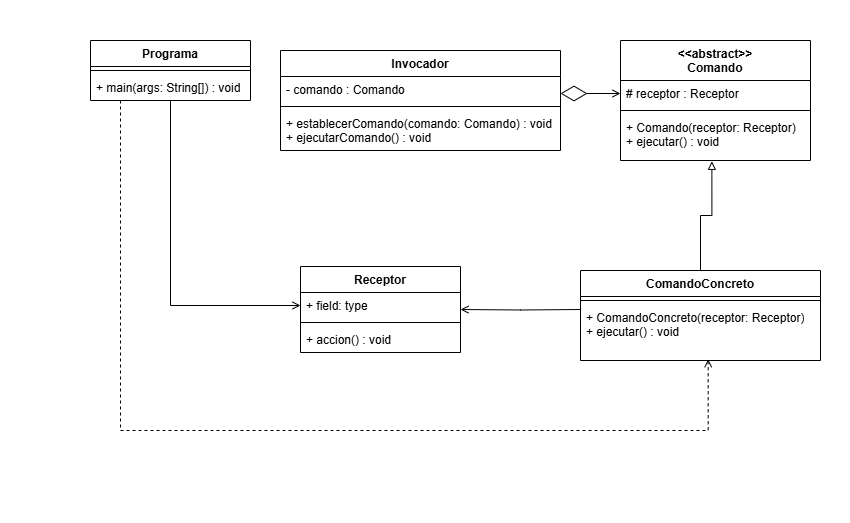 Programa
+ main(args: String[]) : void
Invocador
- comando : Comando
+ establecerComando(comando: Comando) : void
+ ejecutarComando() : void
<<abstract>>
Comando
# receptor : Receptor
+ Comando(receptor: Receptor)
+ ejecutar() : void
Receptor
+ field: type
+ accion() : void
ComandoConcreto
+ ComandoConcreto(receptor: Receptor)
+ ejecutar() : void